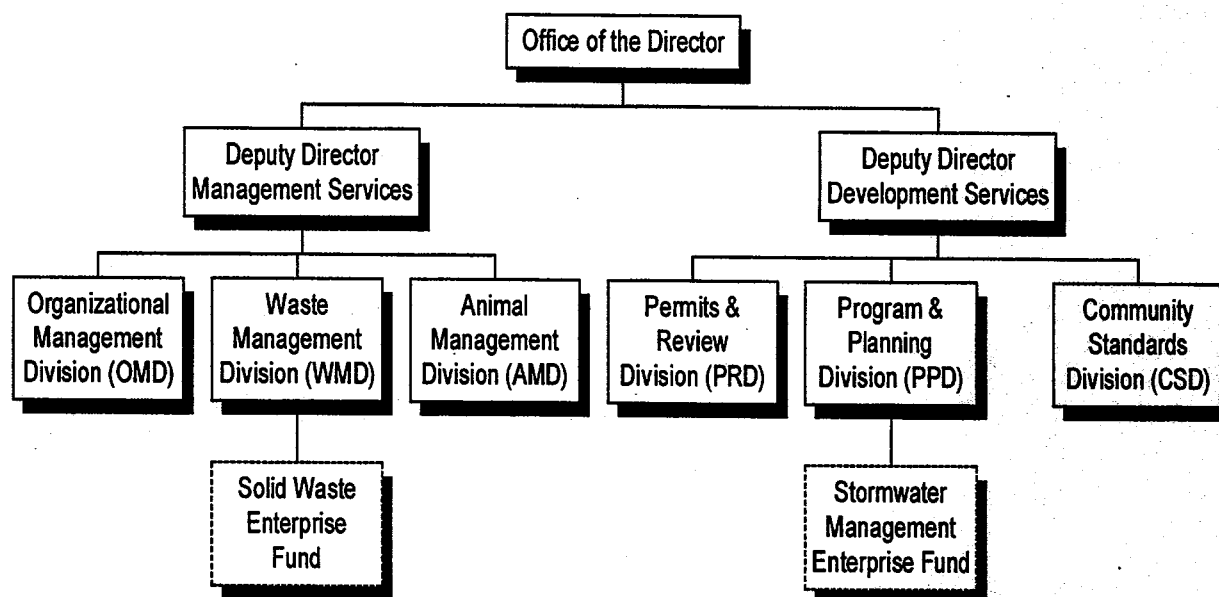 Office of the Director
Deputy Director
Management Services
Deputy Director
Development Services
Organizational
Management
Division (OMD)
Waste
Management
Division (WMD)
Animal
Management
Division (AMD)
Permits &
Review
Division (PRD)
Program &
Planning
Division (PPD)
Community
Standards
Division (CSD)
Solid Waste
Enterprise
Fund
Stormwater
Management
Enterprise Fund